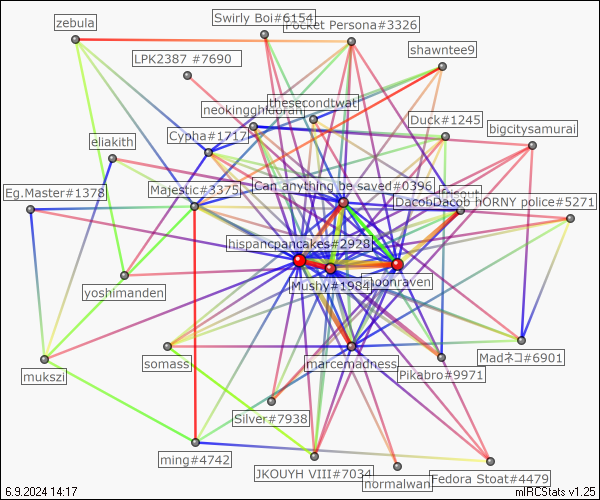 Swirly Boi#6154
zebula
Pocket Persona#3326
shawntee9
LPK2387 #7690
thesecondtwat
Duck#1245
bigcitysamurai
Cypha#1717
eliakith
Eg.Master#1378
Majestic#3375
Can anything be saved#0396
DacobDacob hORNY police#5271
hispancpancakes#2928
Mushy#1984
yoshimanden
somass
marcemadness
Madネコ#6901
mukszi
Pikabro#9971
Silver#7938
ming#4742
JKOUYH VIII#7034
normalwan
Fedora Stoat#4479
6.9.2024 14:17
mIRCStats v1.25